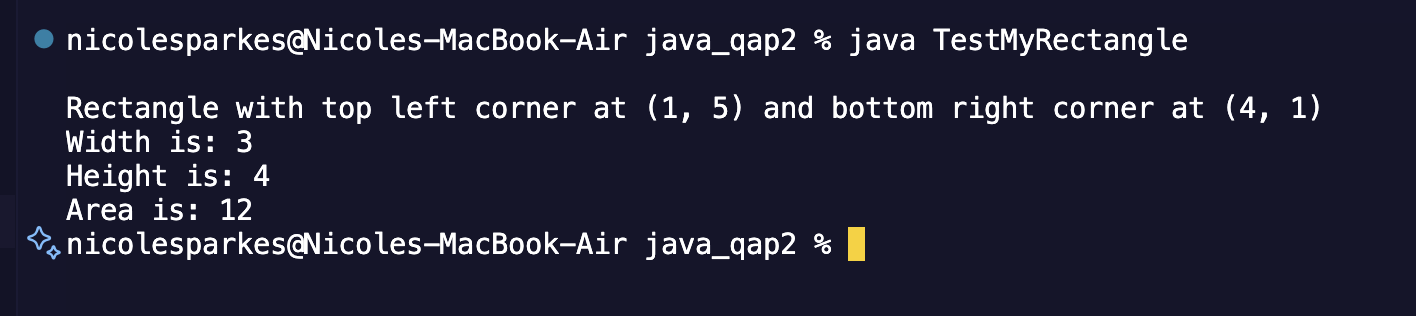 nicolesparkes@Nicoles-MacBook-Air java_qap2 % java TestMyRectangle
Rectangle with top left corner at (1, 5) and bottom right corner at (4, 1)
Width is: 3
Height is: 4
Area is: 12
nicolesparkes@Nicoles-MacBook-Air java_qap2 %